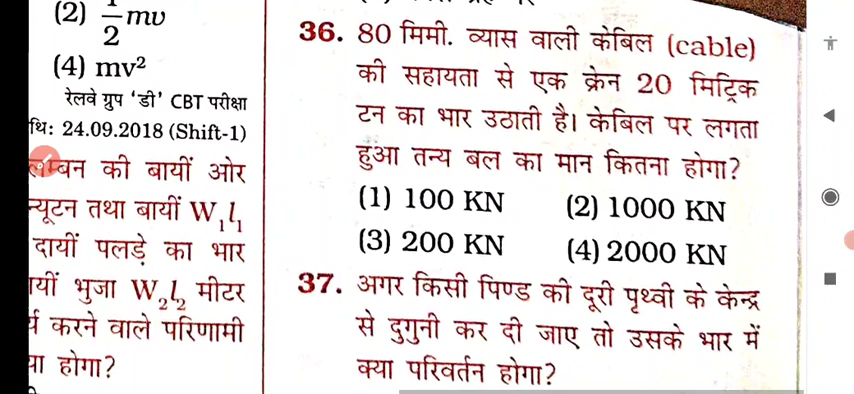 (2) 1/2 mv
(4) mv²
रेलवे ग्रुप ‘डी’ CBT परीक्षा
थि: 24.09.2018 (Shift-1)
की बायीं ओर
न्यूटन तथा बायीं W₁l₁
दायीं पलड़े का भार
यीं भुजा W₂l₂ मीटर
र्य करने वाले परिणामी
या होगा?
36. 80 मिमी. व्यास वाली केबिल (cable)
की सहायता से एक क्रेन 20 मिट्रिक
टन का भार उठाती है। केबिल पर लगता
हुआ तन्य बल का मान कितना होगा?
(1) 100 KN (2) 1000 KN
(3) 200 KN (4) 2000 KN
37. अगर किसी पिण्ड की दूरी पृथ्वी के केन्द्र
से दुगुनी कर दी जाए तो उसके भार में
क्या परिवर्तन होगा?